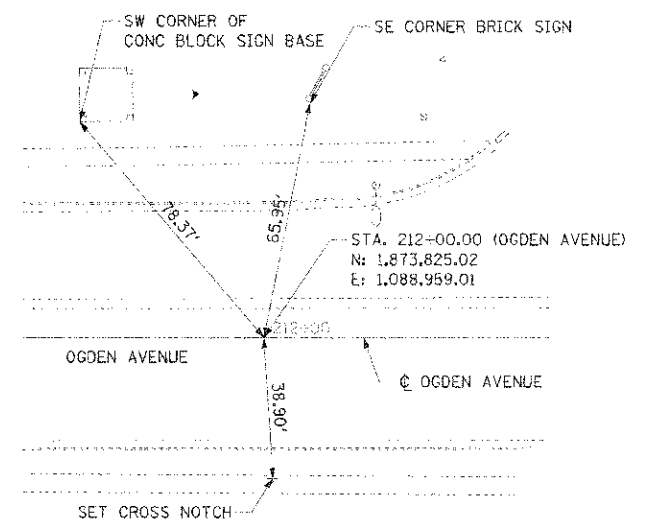 SW CORNER OF
CONC BLOCK SIGN BASE
SE CORNER BRICK SIGN
78.37'
65.95'
STA. 212+00.00 (OGDEN AVENUE)
N: 1,873,825.02
E: 1,088,959.01
212+00
OGDEN AVENUE
℄ OGDEN AVENUE
38.90'
SET CROSS NOTCH